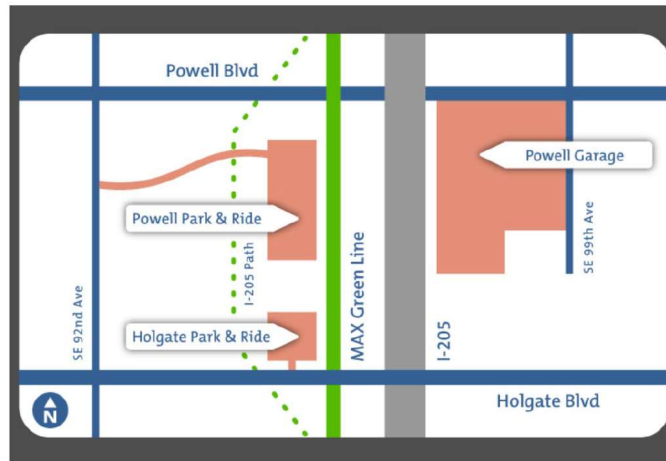 Powell Blvd
Powell Garage
Powell Park & Ride
SE 99th Ave
I-205 Path
MAX Green Line
SE 92nd Ave
Holgate Park & Ride
I-205
Holgate Blvd
N